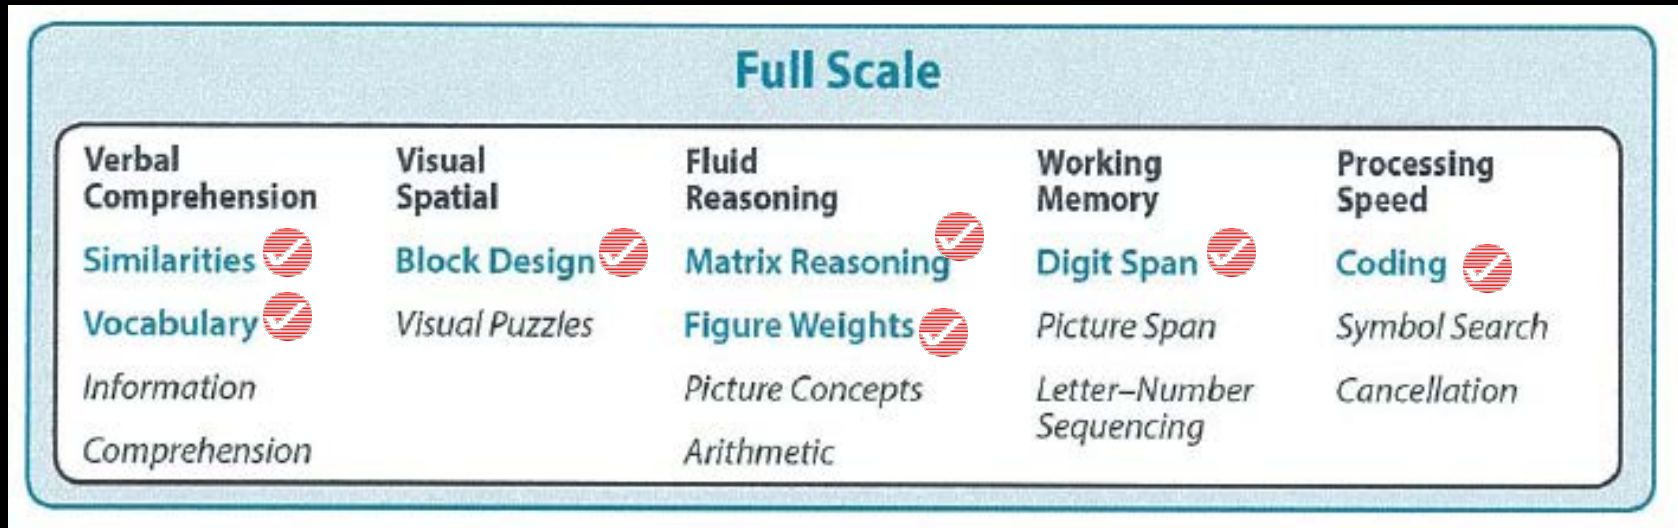 Full Scale
Verbal
Comprehension
Similarities
Vocabulary
Information
Comprehension
Visual
Spatial
Block Design
Visual Puzzles
Fluid
Reasoning
Matrix Reasoning
Figure Weights
Picture Concepts
Arithmetic
Working
Memory
Digit Span
Picture Span
Letter–Number
Sequencing
Processing
Speed
Coding
Symbol Search
Cancellation